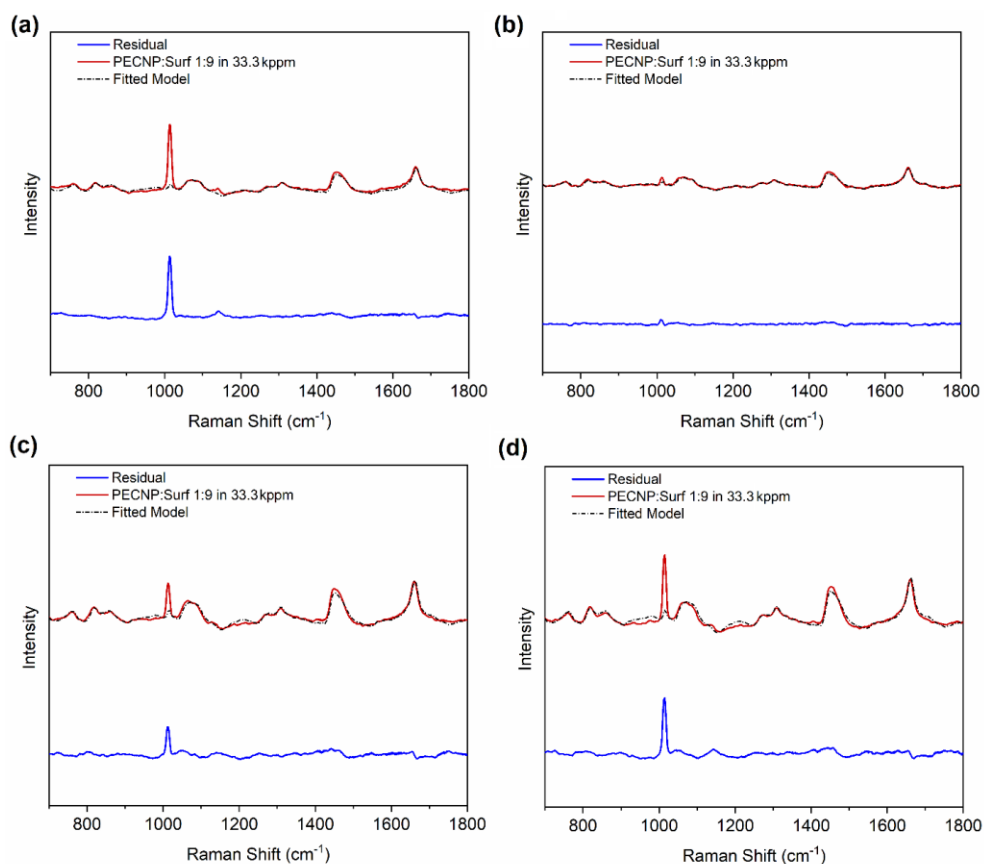 (a)
Residual
PECNP:Surf 1:9 in 33.3 kppm
Fitted Model
Intensity
800 1000 1200 1400 1600 1800
Raman Shift (cm⁻¹)
(b)
Residual
PECNP:Surf 1:9 in 33.3 kppm
Fitted Model
Intensity
800 1000 1200 1400 1600 1800
Raman Shift (cm⁻¹)
(c)
Residual
PECNP:Surf 1:9 in 33.3 kppm
Fitted Model
Intensity
800 1000 1200 1400 1600 1800
Raman Shift (cm⁻¹)
(d)
Residual
PECNP:Surf 1:9 in 33.3 kppm
Fitted Model
Intensity
800 1000 1200 1400 1600 1800
Raman Shift (cm⁻¹)